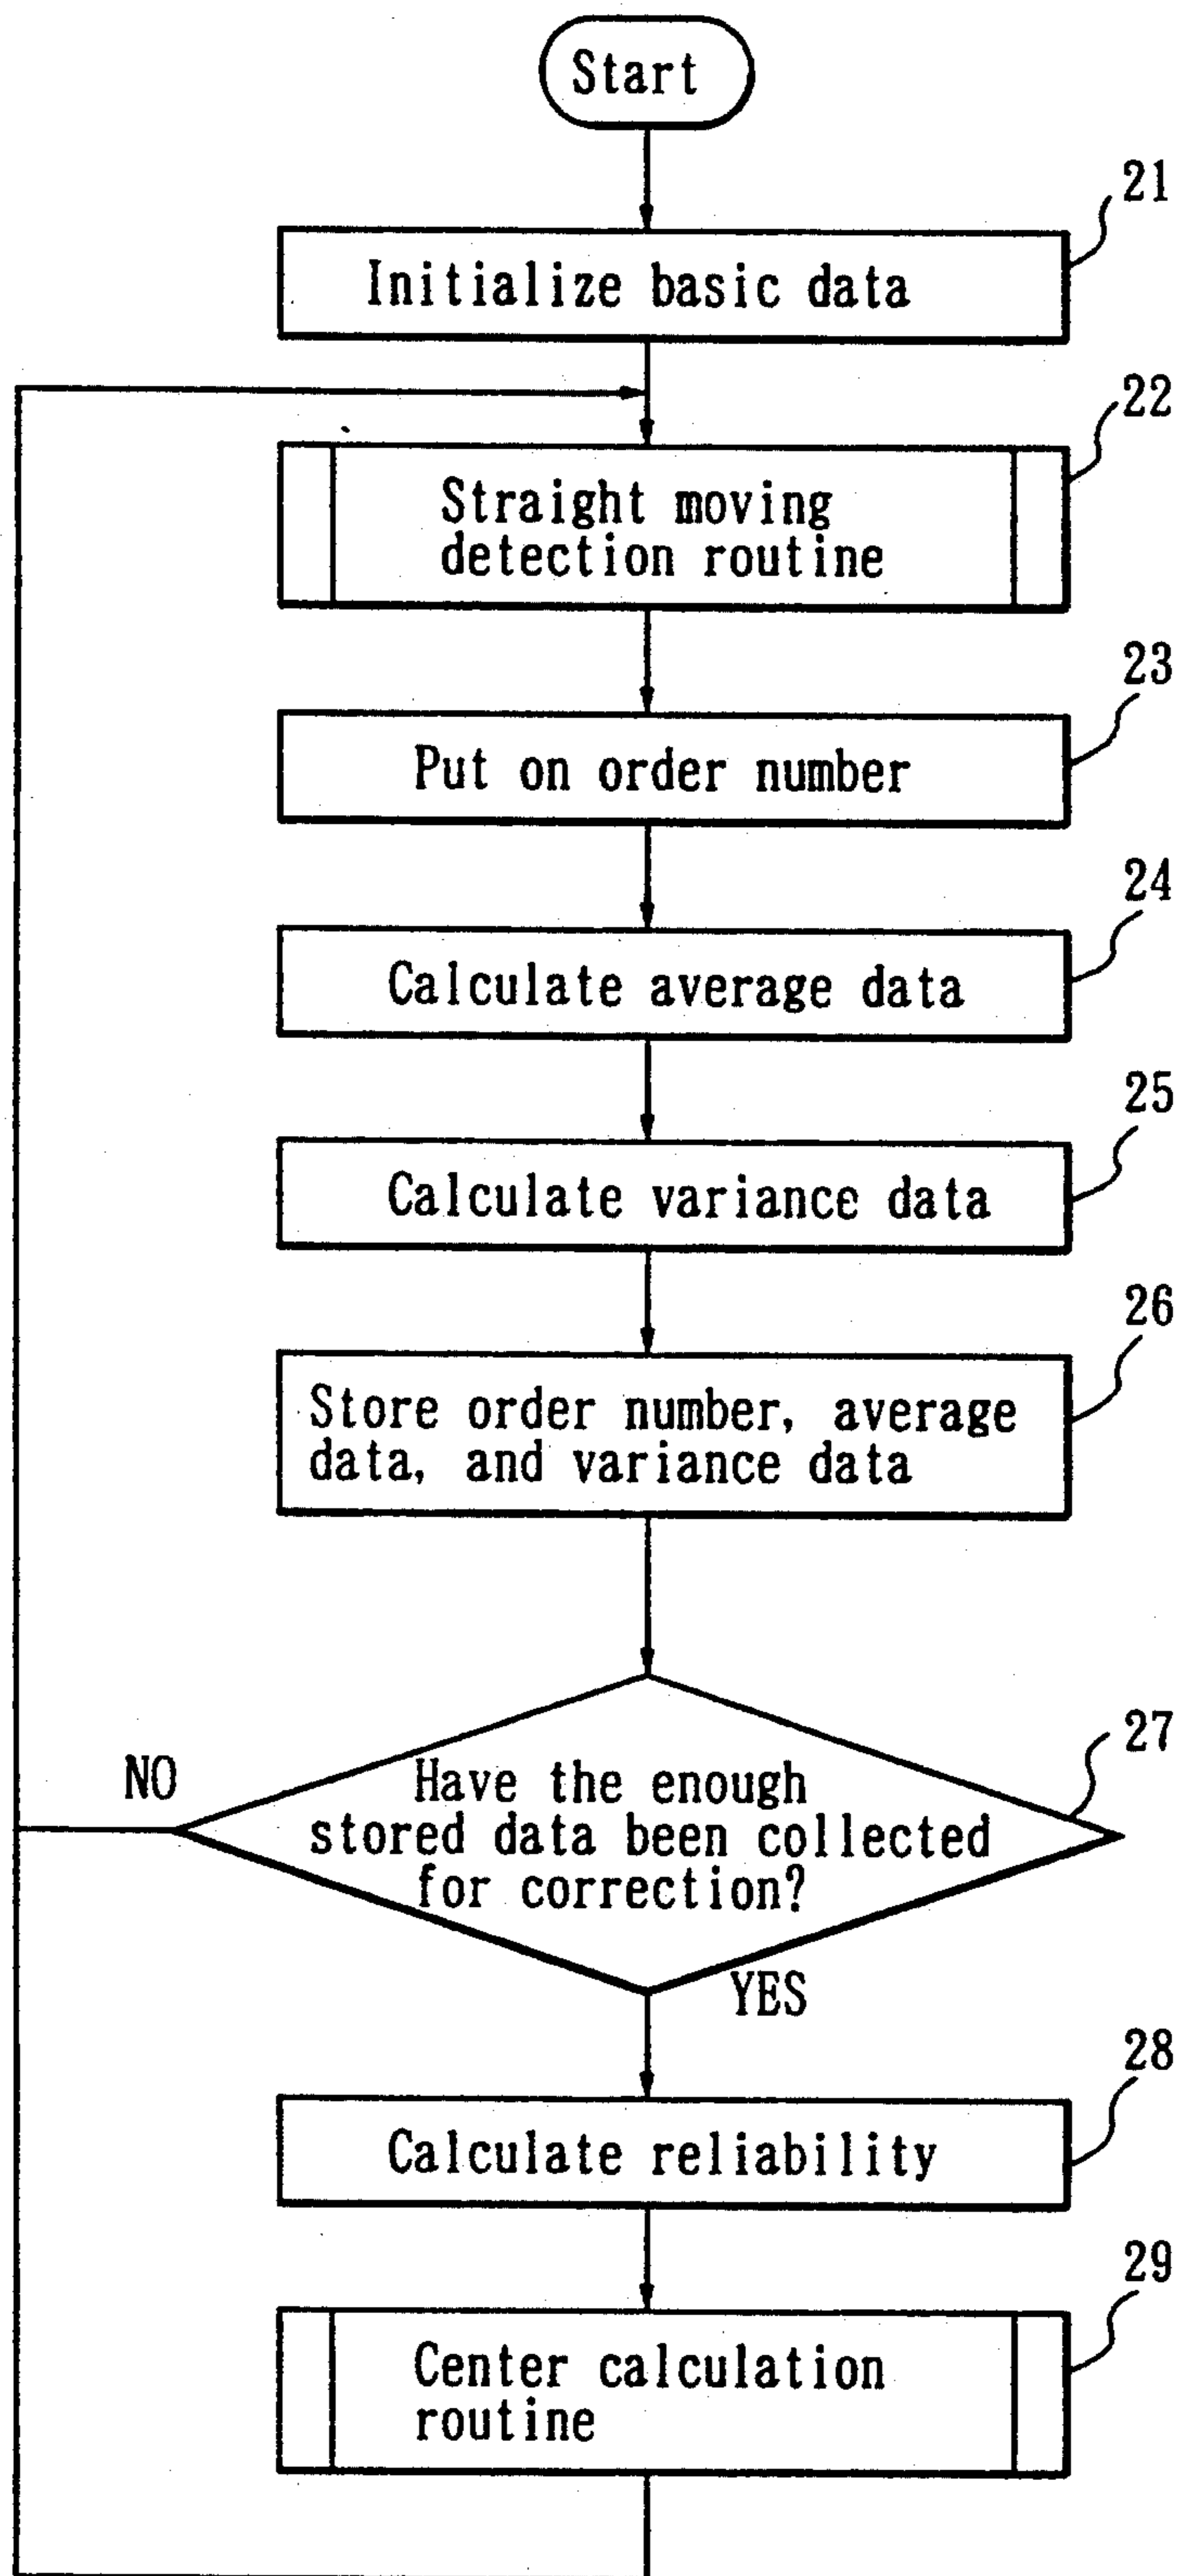 Start
21
Initialize basic data
22
Straight moving
detection routine
23
Put on order number
24
Calculate average data
25
Calculate variance data
26
Store order number, average
data, and variance data
27
NO
Have the enough
stored data been collected
for correction?
YES
28
Calculate reliability
29
Center calculation
routine